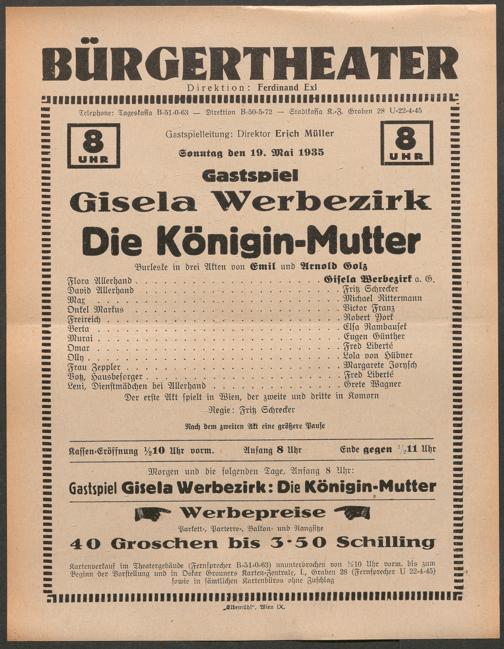 BÜRGERTHEATER
Direktion: Ferdinand Exl
Telephone: Tageskassa B-51-0-63 — Direktion B-50-5-72 — Stadtkassa K.-Z. Graben 28 U-22-4-45
8 UHR
Gastspielleitung: Direktor Erich Müller
8 UHR
Sonntag den 19. Mai 1935
Gastspiel
Gisela Werbezirk
Die Königin-Mutter
Burleske in drei Akten von Emil und Arnold Golz
Flora Allerhand . . . Gisela Werbezirk a. G.
David Allerhand . . . Fritz Schrecker
Max . . . Michael Rittermann
Onkel Markus . . . Victor Franz
Freireich . . . Robert York
Berta . . . Elsa Rambausek
Murai . . . Eugen Günther
Omar . . . Fred Liberté
Olly . . . Lola von Hübner
Frau Zeppler . . . Margarete Jorysch
Botz, Hausbesorger . . . Fred Liberté
Leni, Dienstmädchen bei Allerhand . . . Grete Wagner
Der erste Akt spielt in Wien, der zweite und dritte in Komorn
Regie: Fritz Schrecker
Nach dem zweiten Akt eine größere Pause
Kassen-Eröffnung ½10 Uhr vorm. Anfang 8 Uhr Ende gegen ½11 Uhr
Morgen und die folgenden Tage, Anfang 8 Uhr:
Gastspiel Gisela Werbezirk: Die Königin-Mutter
Werbepreise
Parkett-, Parterre-, Balkon- und Rangsitze
40 Groschen bis 3·50 Schilling
Kartenverkauf im Theatergebäude (Fernsprecher B-51-0-63) ununterbrochen von ½10 Uhr vorm. bis zum
Beginn der Vorstellung und in Oskar Grauners Karten-Zentrale, I., Graben 28 (Fernsprecher U 22-4-45)
sowie in sämtlichen Kartenbüros ohne Zuschlag
„Elbemühl“, Wien IX.